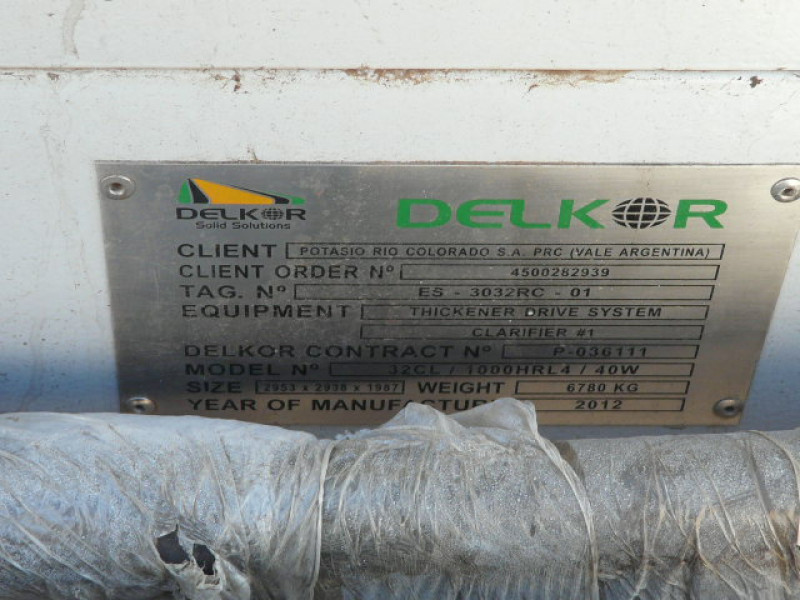 DELKOR
Solid Solutions
DELKOR
CLIENT POTASIO RIO COLORADO S.A. PRC (VALE ARGENTINA)
CLIENT ORDER Nº 4500282939
TAG. Nº ES - 3032RC - 01
EQUIPMENT THICKENER DRIVE SYSTEM
CLARIFIER #1
DELKOR CONTRACT Nº P-036111
MODEL Nº 32CL / 1000HRL4 / 40W
SIZE 2953 x 2938 x 1987 WEIGHT 6780 KG
YEAR OF MANUFACTURE 2012